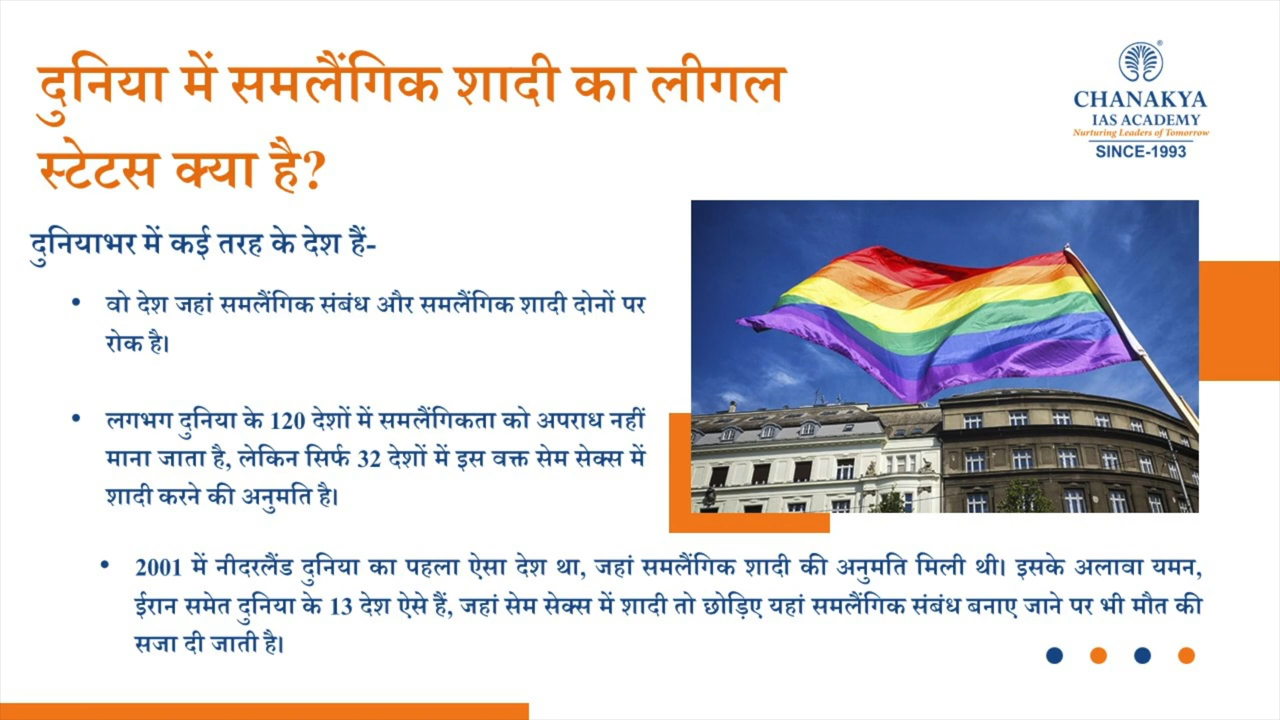 दुनिया में समलैंगिक शादी का लीगल
स्टेटस क्या है?
®
CHANAKYA
IAS ACADEMY
Nurturing Leaders of Tomorrow
SINCE-1993
दुनियाभर में कई तरह के देश हैं-
• वो देश जहां समलैंगिक संबंध और समलैंगिक शादी दोनों पर
रोक है।
• लगभग दुनिया के 120 देशों में समलैंगिकता को अपराध नहीं
माना जाता है, लेकिन सिर्फ 32 देशों में इस वक्त सेम सेक्स में
शादी करने की अनुमति है।
• 2001 में नीदरलैंड दुनिया का पहला ऐसा देश था, जहां समलैंगिक शादी की अनुमति मिली थी। इसके अलावा यमन,
ईरान समेत दुनिया के 13 देश ऐसे हैं, जहां सेम सेक्स में शादी तो छोड़िए यहां समलैंगिक संबंध बनाए जाने पर भी मौत की
सजा दी जाती है।